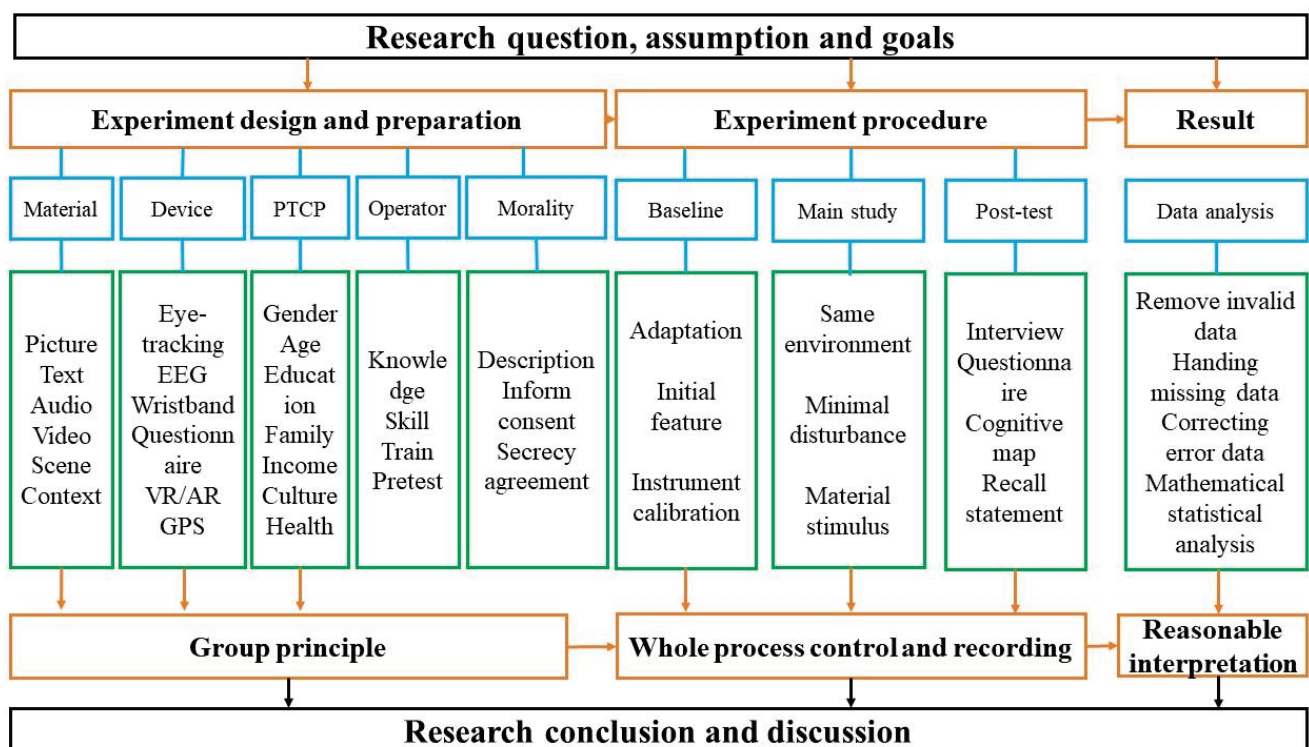 Research question, assumption and goals
Experiment design and preparation
Experiment procedure
Result
Material
Device
PTCP
Operator
Morality
Baseline
Main study
Post-test
Data analysis
Picture
Text
Audio
Video
Scene
Context
Eye-
tracking
EEG
Wristband
Questionn
aire
VR/AR
GPS
Gender
Age
Educat
ion
Family
Income
Culture
Health
Knowle
dge
Skill
Train
Pretest
Description
Inform
consent
Secrecy
agreement
Adaptation
Initial
feature
Instrument
calibration
Same
environment
Minimal
disturbance
Material
stimulus
Interview
Questionna
ire
Cognitive
map
Recall
statement
Remove invalid
data
Handing
missing data
Correcting
error data
Mathematical
statistical
analysis
Group principle
Whole process control and recording
Reasonable
interpretation
Research conclusion and discussion